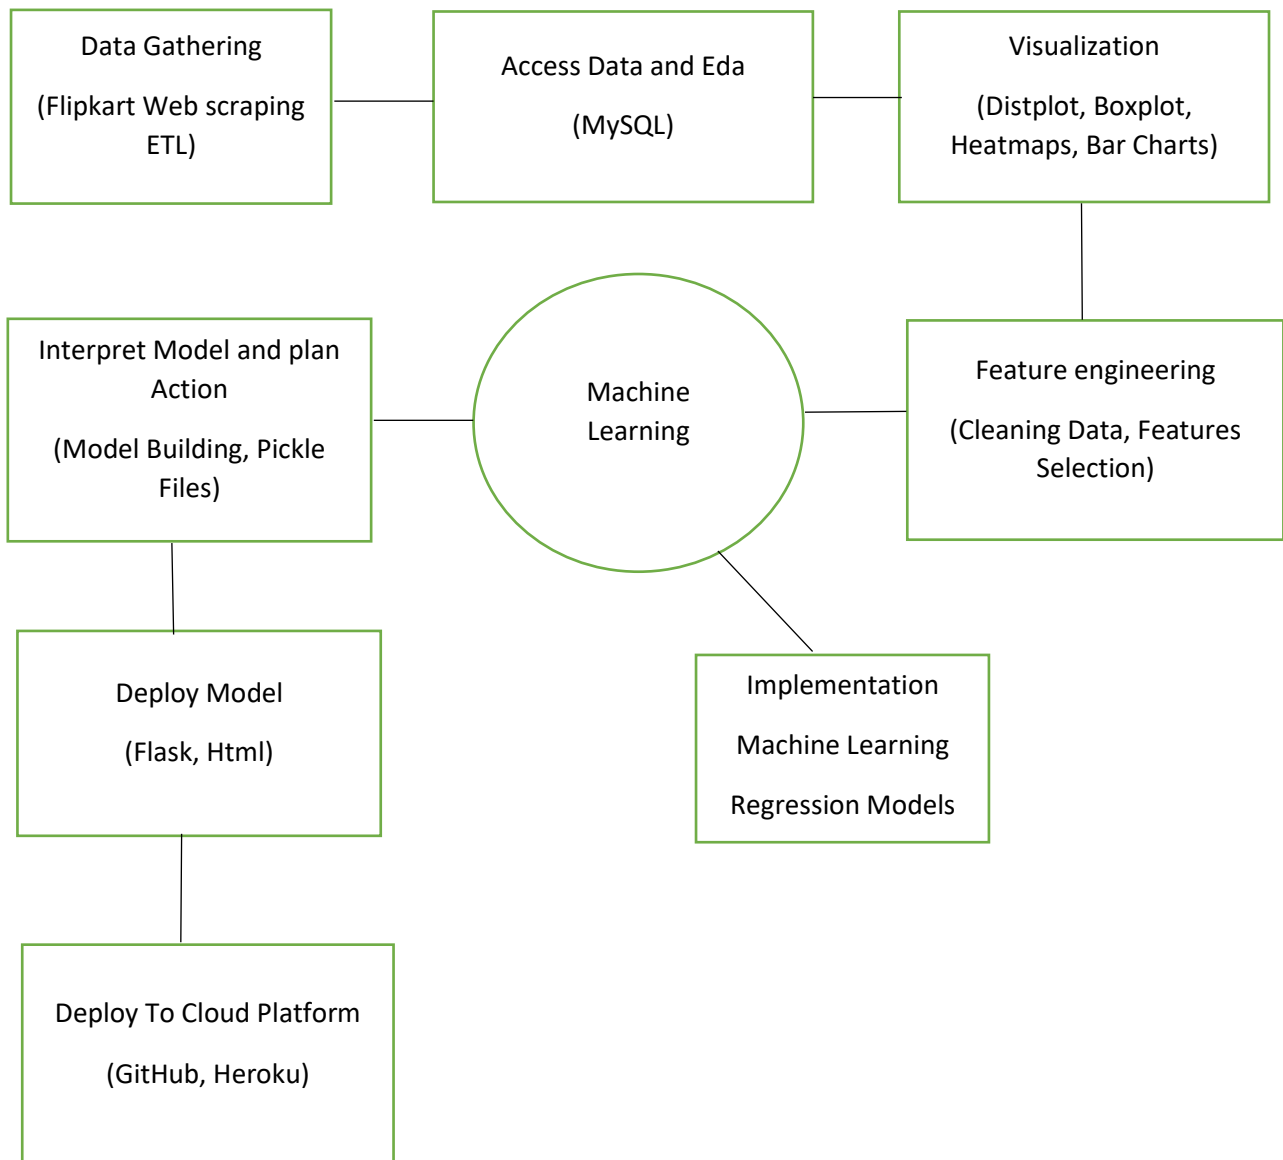 Data Gathering
(Flipkart Web scraping
ETL)
Access Data and Eda
(MySQL)
Visualization
(Distplot, Boxplot,
Heatmaps, Bar Charts)
Interpret Model and plan
Action
(Model Building, Pickle
Files)
Machine
Learning
Feature engineering
(Cleaning Data, Features
Selection)
Deploy Model
(Flask, Html)
Implementation
Machine Learning
Regression Models
Deploy To Cloud Platform
(GitHub, Heroku)